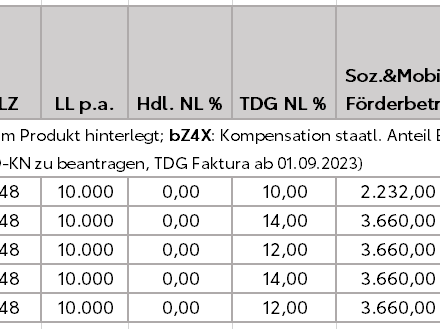 Soz.&Mobi
LZ LL p.a. Hdl. NL % TDG NL % Förderbetr
m Produkt hinterlegt; bZ4X: Kompensation staatl. Anteil E
-KN zu beantragen, TDG Faktura ab 01.09.2023)
48 10.000 0,00 10,00 2.232,00
48 10.000 0,00 14,00 3.660,00
48 10.000 0,00 12,00 3.660,00
48 10.000 0,00 14,00 3.660,00
48 10.000 0,00 12,00 3.660,00